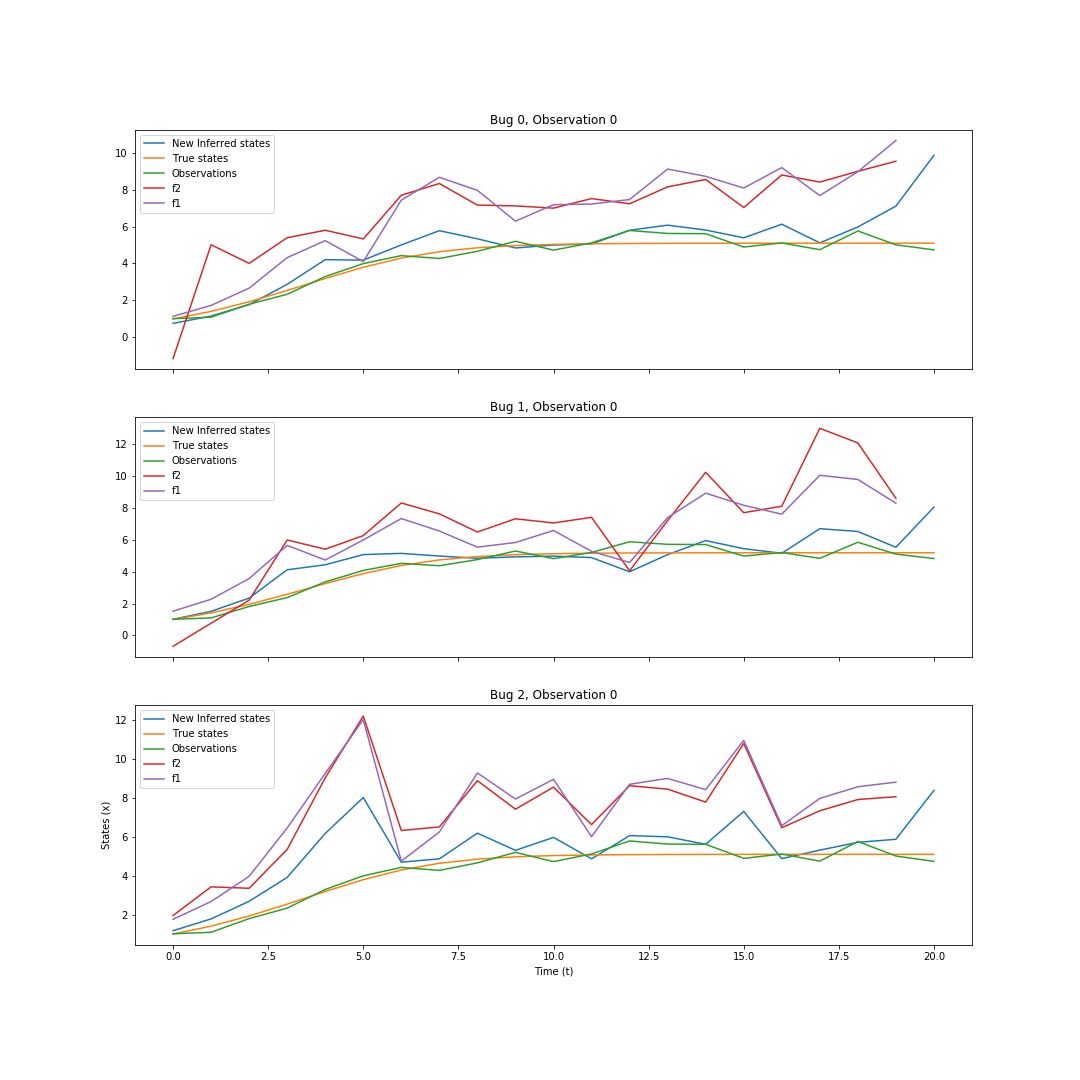 Bug 0, Observation 0
New Inferred states
True states
Observations
f2
f1
10
8
6
4
2
0
Bug 1, Observation 0
New Inferred states
True states
Observations
f2
f1
12
10
8
6
4
2
0
Bug 2, Observation 0
New Inferred states
True states
Observations
f2
f1
12
10
8
6
4
2
States (x)
0.0 2.5 5.0 7.5 10.0 12.5 15.0 17.5 20.0
Time (t)